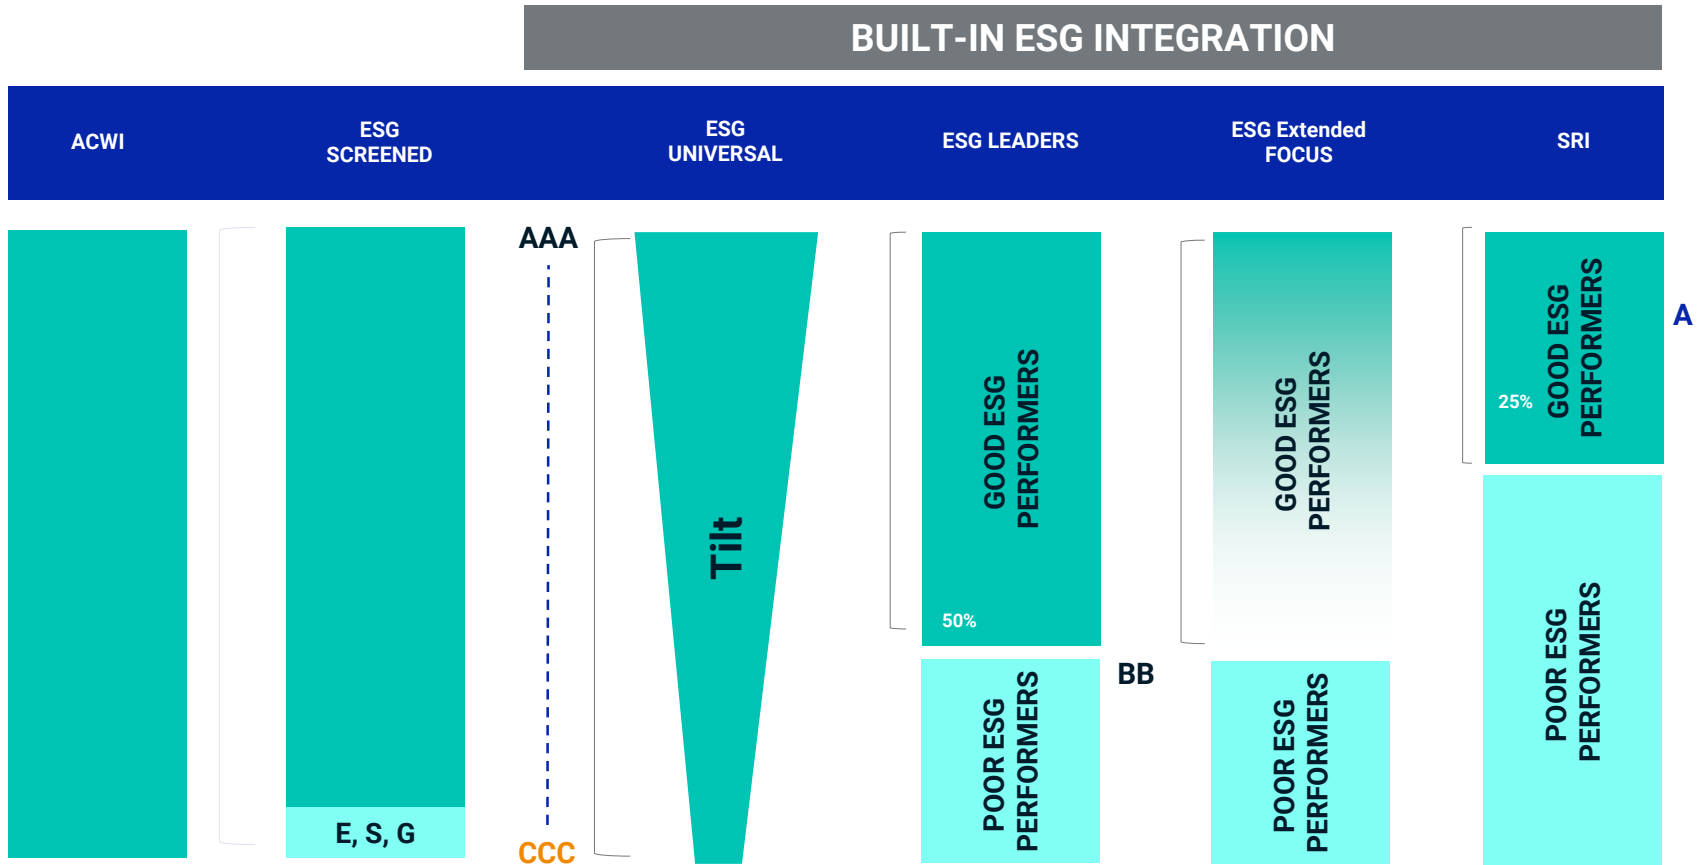 BUILT-IN ESG INTEGRATION
ACWI
ESG
SCREENED
ESG
UNIVERSAL
ESG LEADERS
ESG Extended
FOCUS
SRI
E, S, G
AAA
CCC
Tilt
GOOD ESG
PERFORMERS
50%
POOR ESG
PERFORMERS
BB
GOOD ESG
PERFORMERS
POOR ESG
PERFORMERS
GOOD ESG
PERFORMERS
25%
A
POOR ESG
PERFORMERS